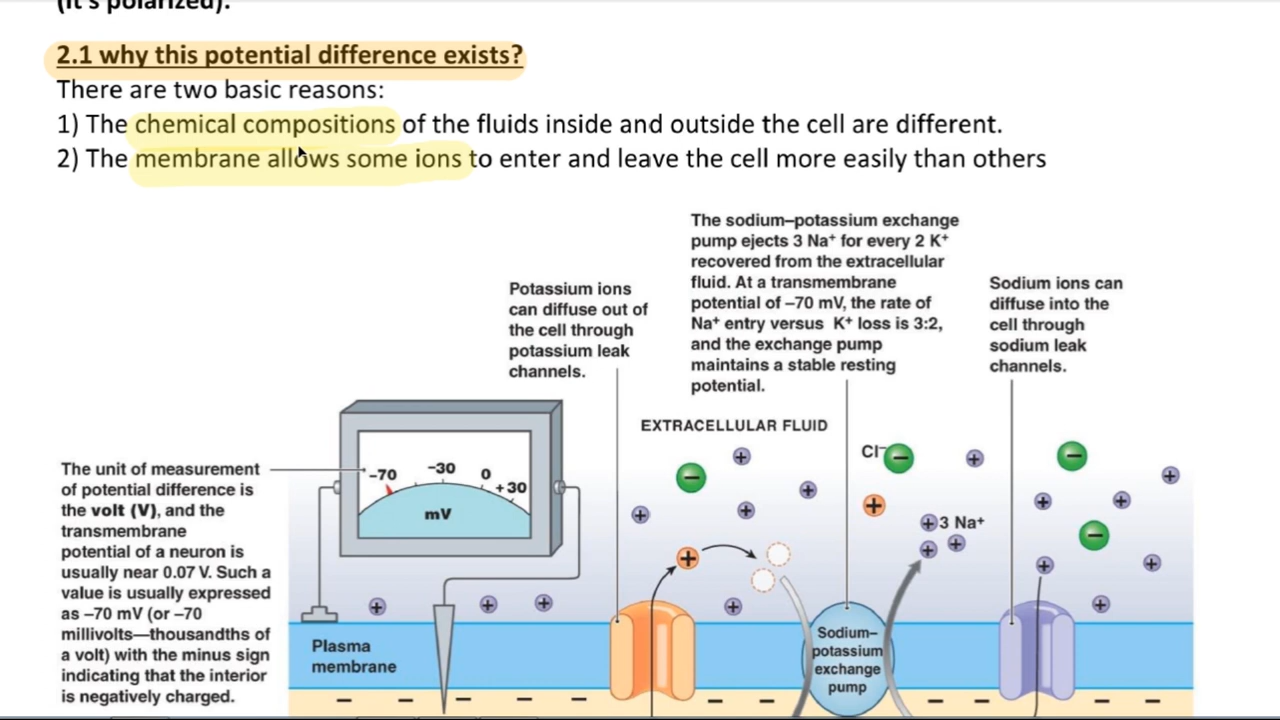 (it's polarized).
2.1 why this potential difference exists?
There are two basic reasons:
1) The chemical compositions of the fluids inside and outside the cell are different.
2) The membrane allows some ions to enter and leave the cell more easily than others
The sodium–potassium exchange
pump ejects 3 Na⁺ for every 2 K⁺
recovered from the extracellular
fluid. At a transmembrane
potential of –70 mV, the rate of
Na⁺ entry versus K⁺ loss is 3:2,
and the exchange pump
maintains a stable resting
potential.
Potassium ions
can diffuse out of
the cell through
potassium leak
channels.
Sodium ions can
diffuse into the
cell through
sodium leak
channels.
EXTRACELLULAR FLUID
The unit of measurement
of potential difference is
the volt (V), and the
transmembrane
potential of a neuron is
usually near 0.07 V. Such a
value is usually expressed
as –70 mV (or –70
millivolts—thousandths of
a volt) with the minus sign
indicating that the interior
is negatively charged.
-70 -30 0 +30
mV
Cl⁻
3 Na⁺
Plasma
membrane
Sodium–
potassium
exchange
pump